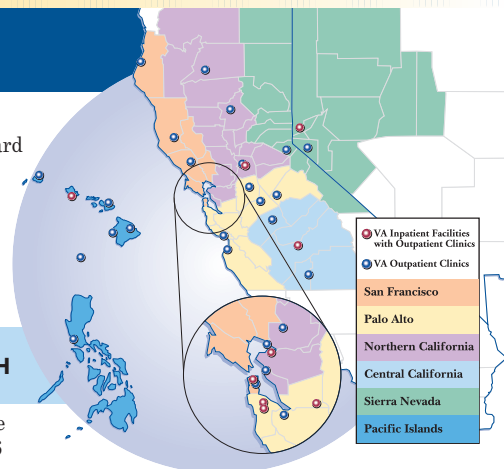 VA Inpatient Facilities
with Outpatient Clinics
VA Outpatient Clinics
San Francisco
Palo Alto
Northern California
Central California
Sierra Nevada
Pacific Islands